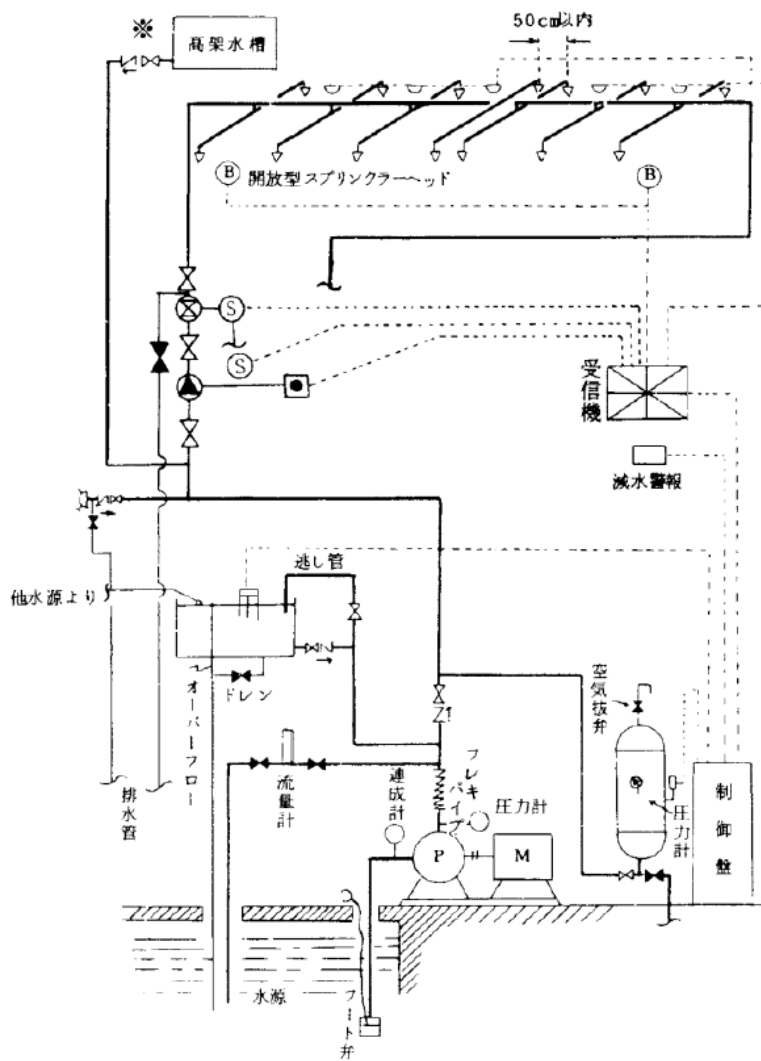 ※
高架水槽
50cm以内
B
開放型スプリンクラーヘッド
B
S
S
受信機
減水警報
逃し管
他水源より
ドレン
オーバーフロー
排水管
流量計
連成計
フレキ
パイプ
圧力計
空気抜弁
圧力計
制御盤
P
M
水源
フート弁